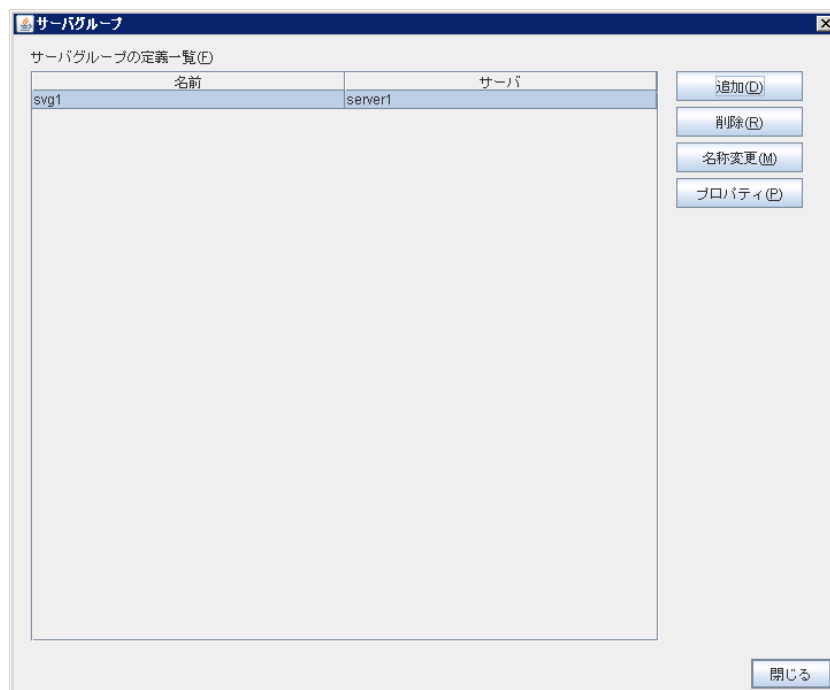 サーバグループ
サーバグループの定義一覧(F)
名前 サーバ
svg1 server1
追加(D)
削除(R)
名称変更(M)
プロパティ(P)
閉じる